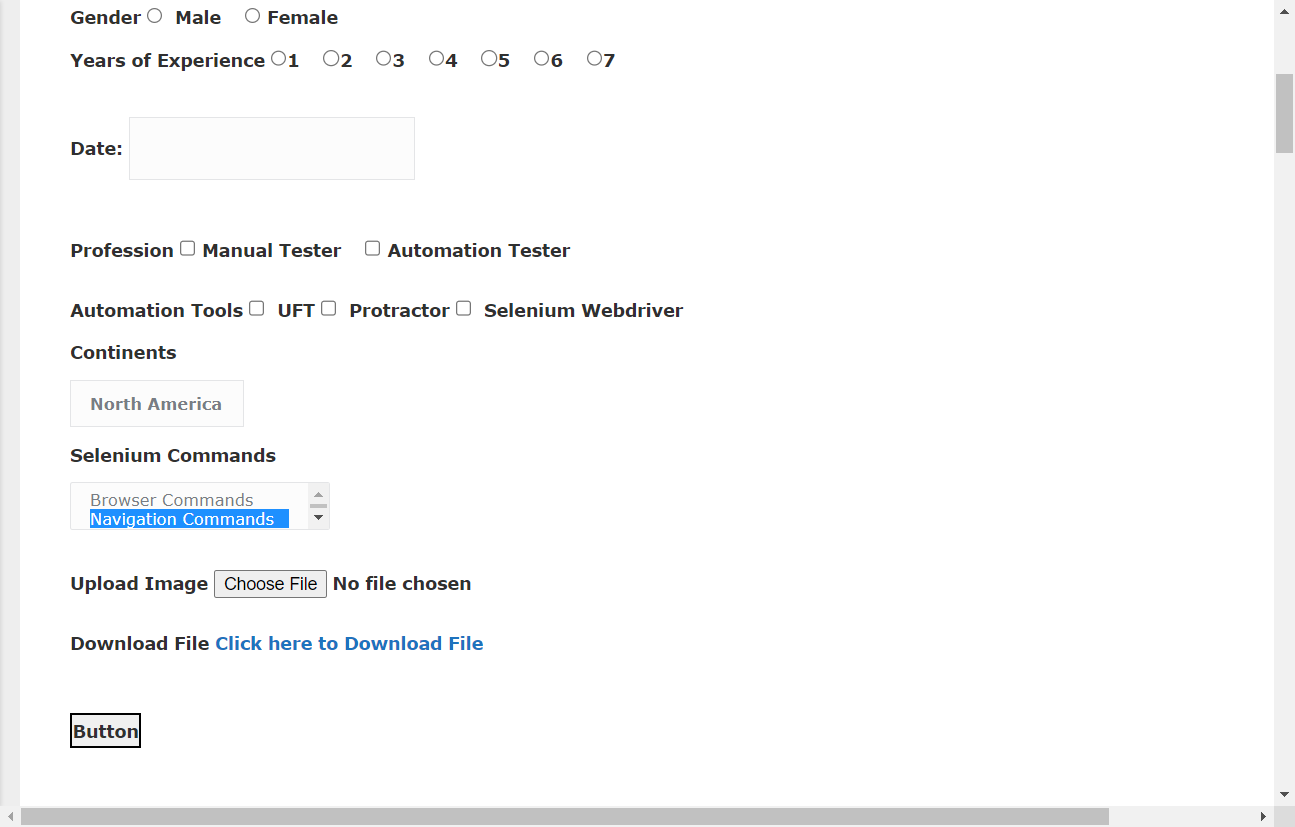 Gender Male Female
Years of Experience 1 2 3 4 5 6 7
Date:
Profession Manual Tester Automation Tester
Automation Tools UFT Protractor Selenium Webdriver
Continents
North America
Selenium Commands
Browser Commands
Navigation Commands
Upload Image Choose File No file chosen
Download File Click here to Download File
Button